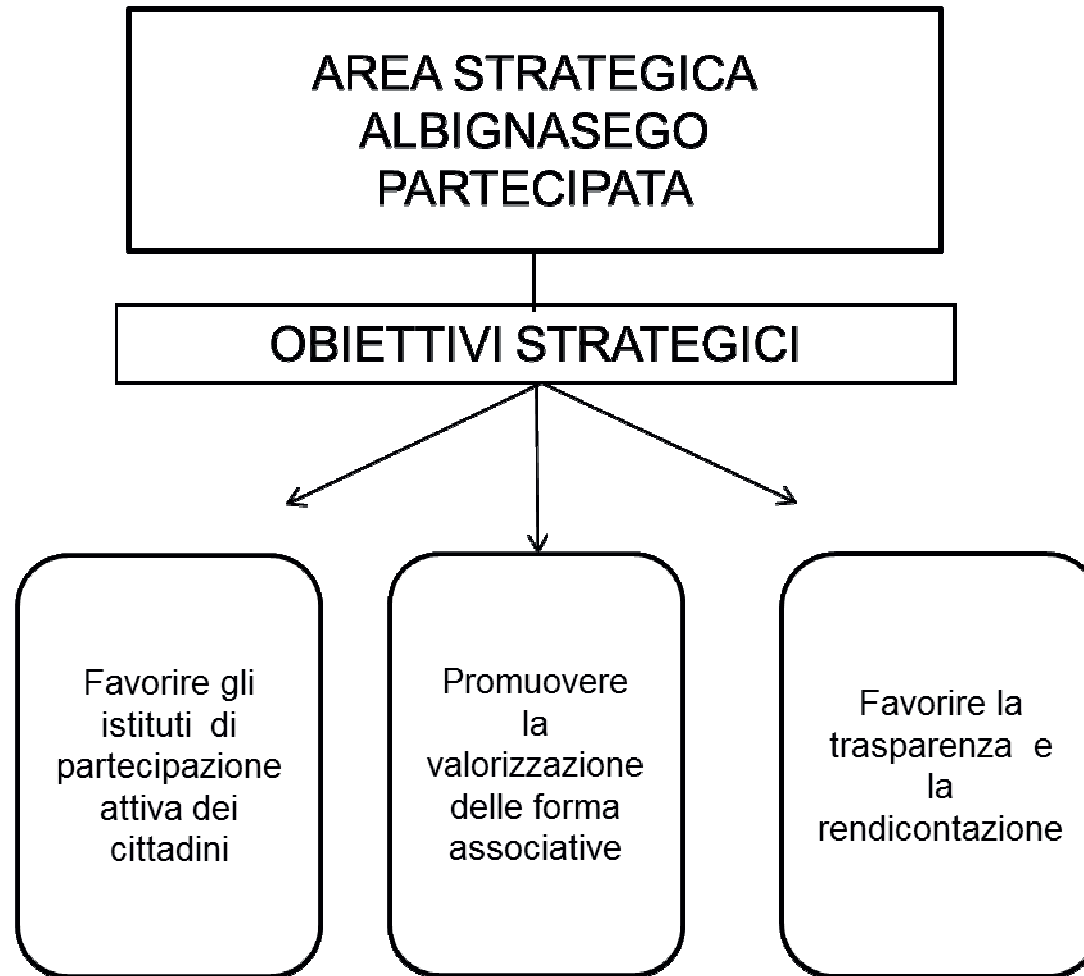 AREA STRATEGICA
ALBIGNASEGO
PARTECIPATA
OBIETTIVI STRATEGICI
Favorire gli
istituti di
partecipazione
attiva dei
cittadini
Promuovere
la
valorizzazione
delle forma
associative
Favorire la
trasparenza e
la
rendicontazione